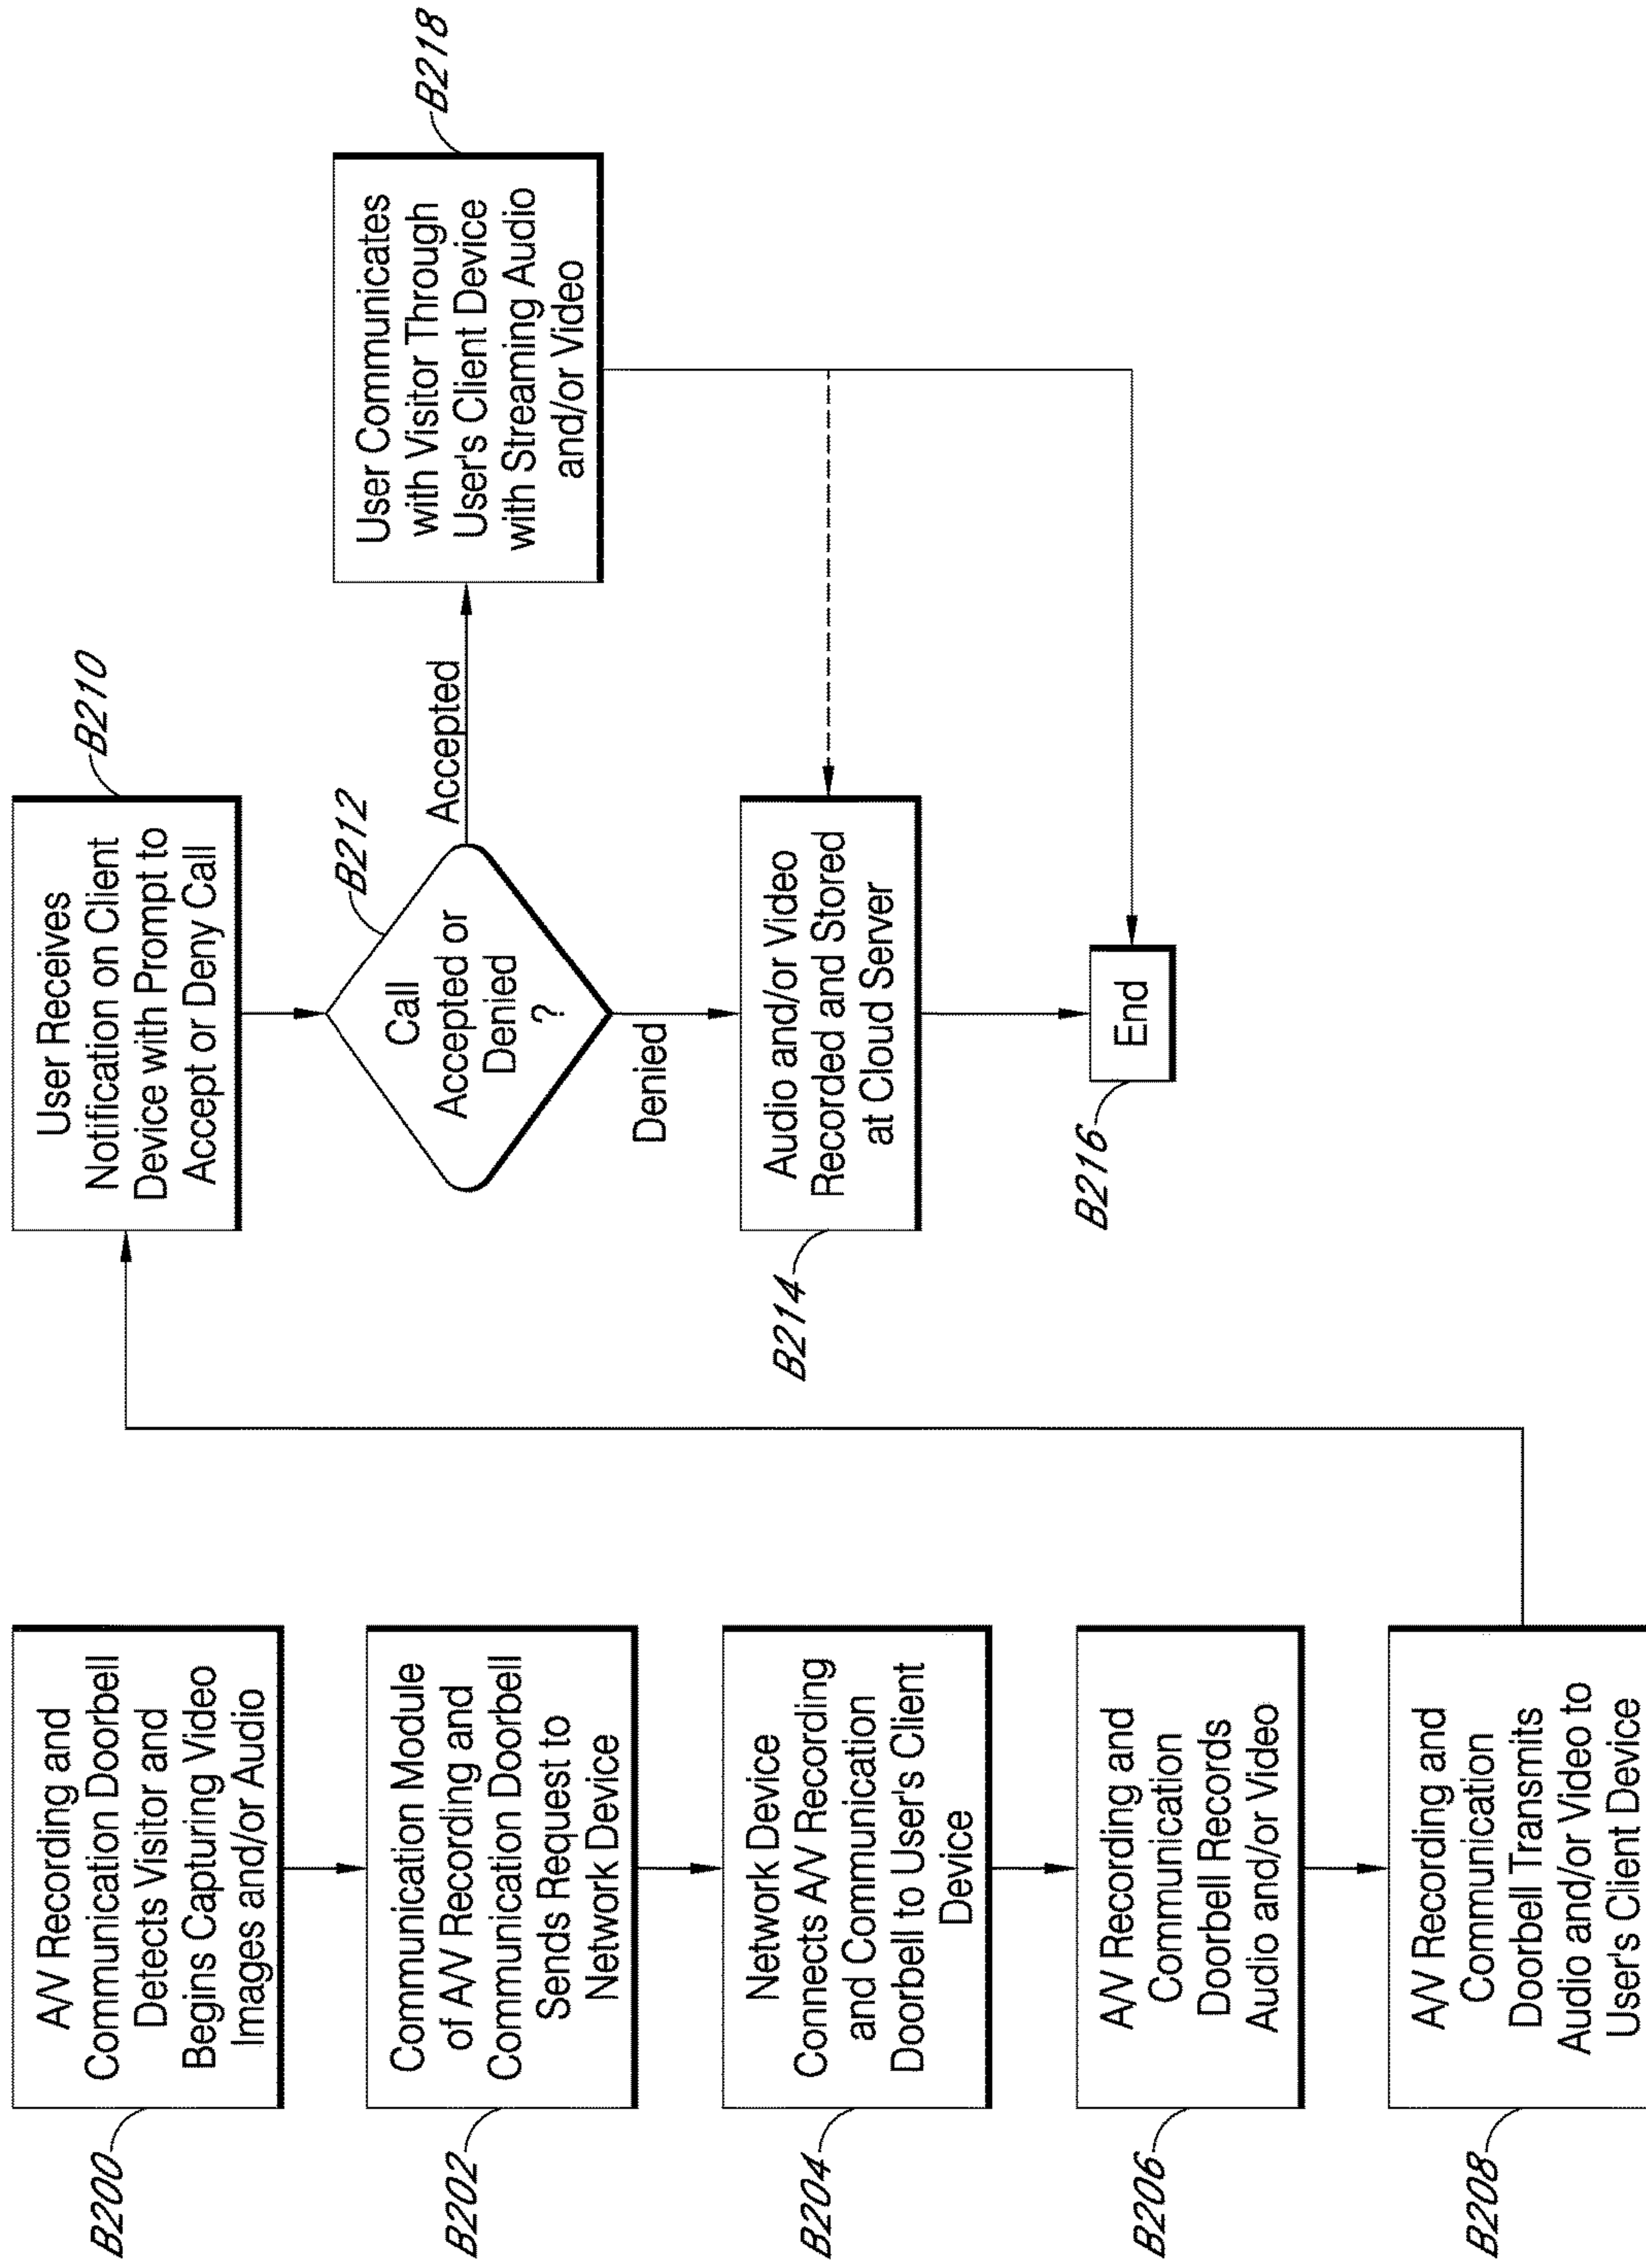 B200
A/V Recording and
Communication Doorbell
Detects Visitor and
Begins Capturing Video
Images and/or Audio
B202
Communication Module
of A/V Recording and
Communication Doorbell
Sends Request to
Network Device
B204
Network Device
Connects A/V Recording
and Communication
Doorbell to User's Client
Device
B206
A/V Recording and
Communication
Doorbell Records
Audio and/or Video
B208
A/V Recording and
Communication
Doorbell Transmits
Audio and/or Video to
User's Client Device
B210
User Receives
Notification on Client
Device with Prompt to
Accept or Deny Call
B212
Call
Accepted or
Denied
?
Accepted
Denied
B218
User Communicates
with Visitor Through
User's Client Device
with Streaming Audio
and/or Video
B214
Audio and/or Video
Recorded and Stored
at Cloud Server
B216
End